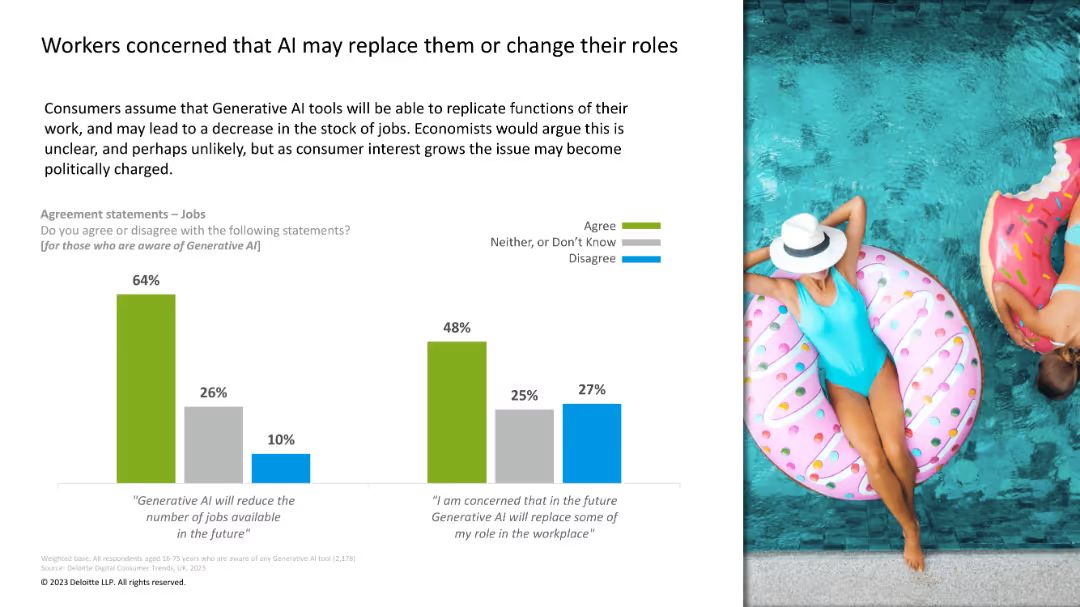 Workers concerned that AI may replace them or change their roles
Consumers assume that Generative AI tools will be able to replicate functions of their
work, and may lead to a decrease in the stock of jobs. Economists would argue this is
unclear, and perhaps unlikely, but as consumer interest grows the issue may become
politically charged.
Agreement statements – Jobs
Do you agree or disagree with the following statements?
[for those who are aware of Generative AI]
Agree
Neither, or Don't Know
Disagree
64%
26%
10%
48%
25%
27%
"Generative AI will reduce the
number of jobs available
in the future"
"I am concerned that in the future
Generative AI will replace some of
my role in the workplace"
Weighted base: All respondents aged 16-75 years who are aware of any Generative AI tool (2,178)
Source: Deloitte Digital Consumer Trends, UK, 2023
© 2023 Deloitte LLP. All rights reserved.